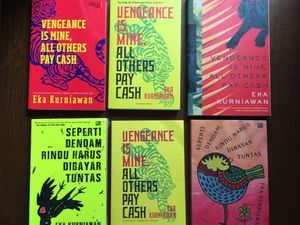 VENGEANCE
IS MINE,
ALL OTHERS
PAY CASH
Eka Kurniawan
VENGEANCE
IS MINE,
ALL
OTHERS
PAY
CASH
EKA
KURNIAWAN
VENGEANCE
IS MINE,
ALL OTHERS
PAY CASH
EKA
KURNIAWAN
SEPERTI
DENDAM,
RINDU HARUS
DIBAYAR
TUNTAS
EKA KURNIAWAN
VENGEANCE
IS MINE,
ALL
OTHERS
PAY
CASH
EKA
KURNIAWAN
SEPERTI
DENDAM,
RINDU HARUS
DIBAYAR
TUNTAS
EKA KURNIAWAN